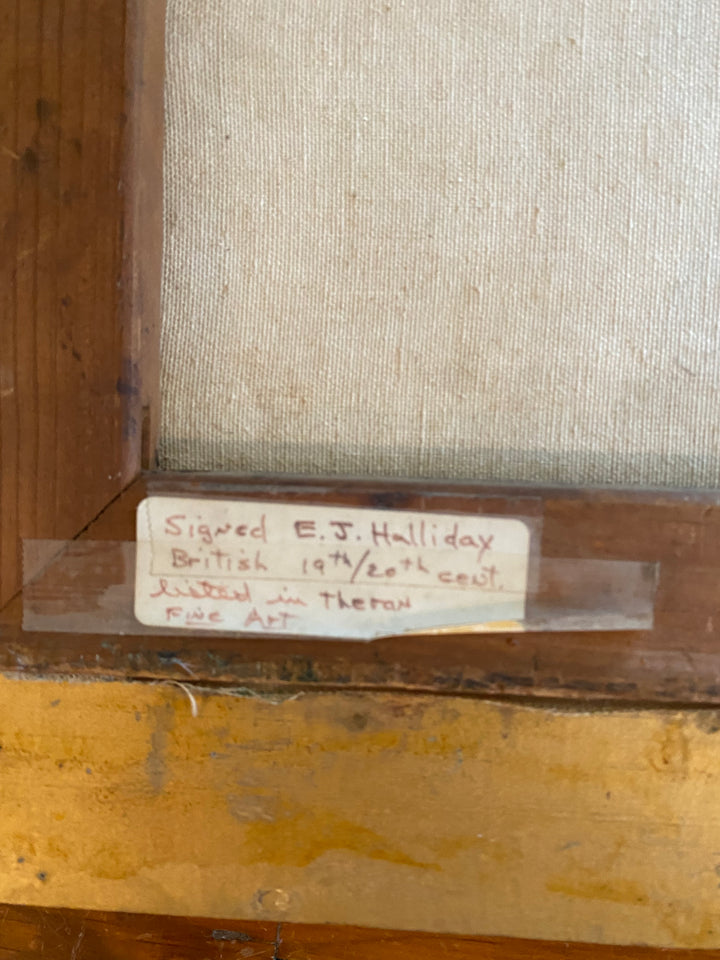 Signed E.J. Halliday
British 19th/20th cent.
listed in Theran
Fine Art